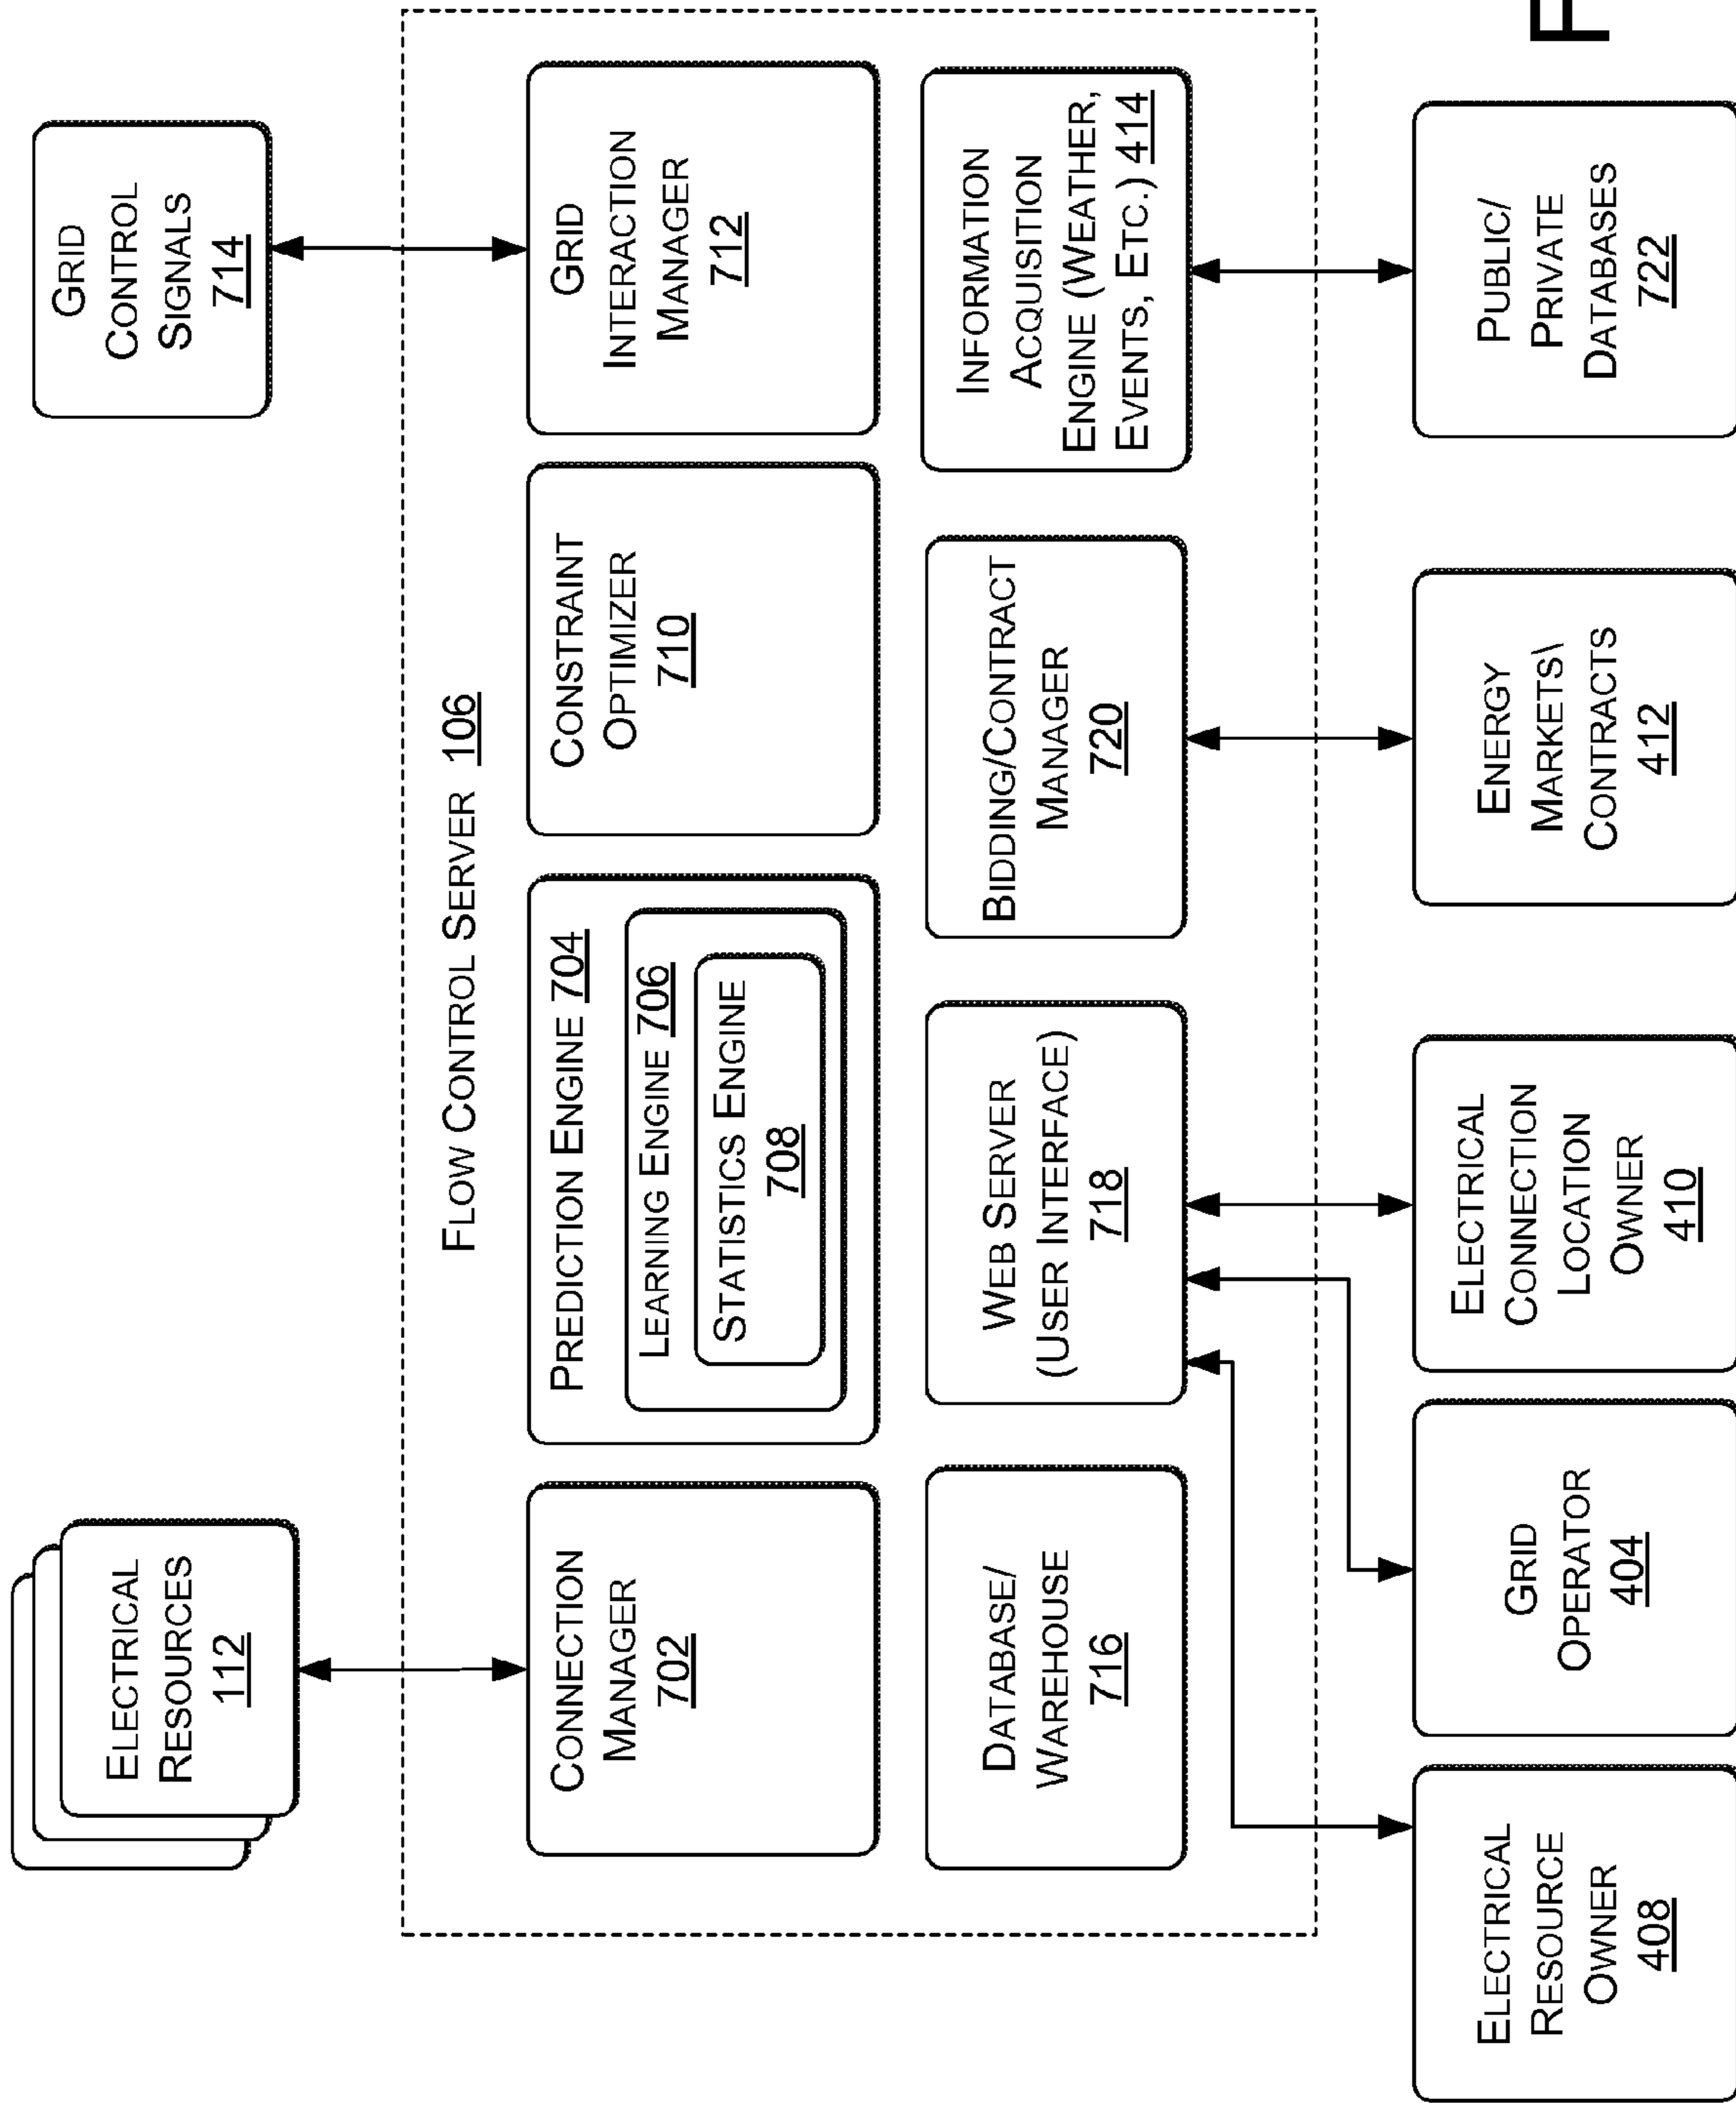 ELECTRICAL
RESOURCES
112
GRID
CONTROL
SIGNALS
714
FLOW CONTROL SERVER 106
CONNECTION
MANAGER
702
PREDICTION ENGINE 704
LEARNING ENGINE 706
STATISTICS ENGINE
708
CONSTRAINT
OPTIMIZER
710
GRID
INTERACTION
MANAGER
712
DATABASE/
WAREHOUSE
716
WEB SERVER
(USER INTERFACE)
718
BIDDING/CONTRACT
MANAGER
720
INFORMATION
ACQUISITION
ENGINE (WEATHER,
EVENTS, ETC.) 414
ELECTRICAL
RESOURCE
OWNER
408
GRID
OPERATOR
404
ELECTRICAL
CONNECTION
LOCATION
OWNER
410
ENERGY
MARKETS\
CONTRACTS
412
PUBLIC/
PRIVATE
DATABASES
722